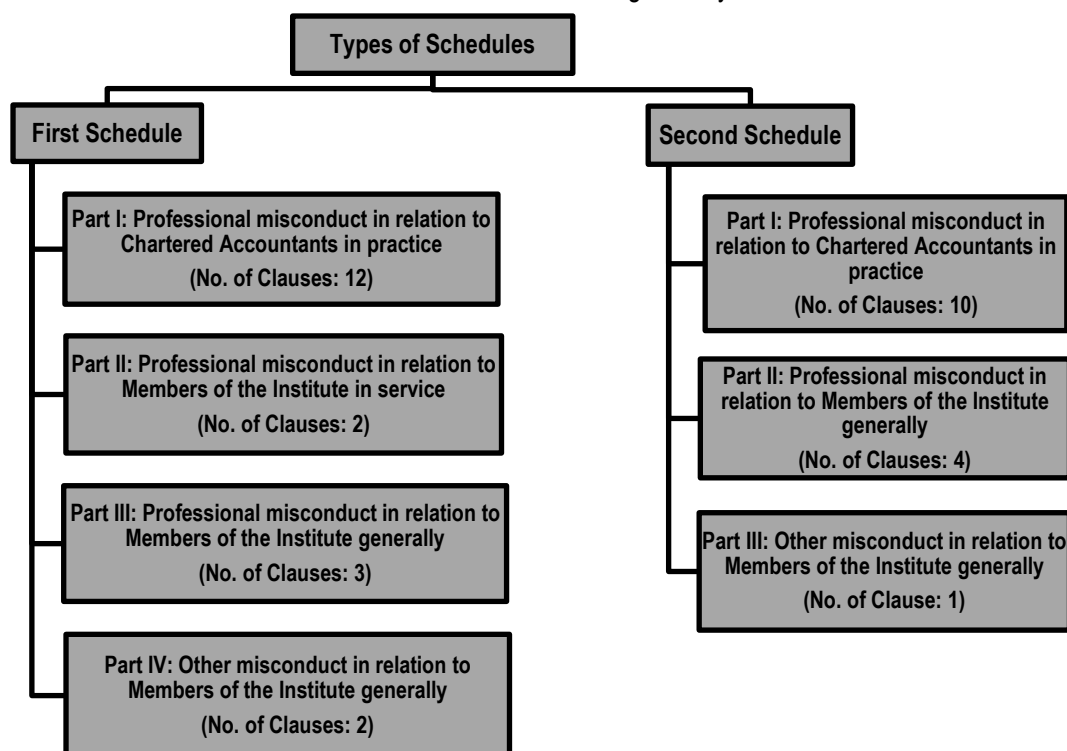 Types of Schedules
First Schedule
Part I: Professional misconduct in relation to
Chartered Accountants in practice
(No. of Clauses: 12)
Part II: Professional misconduct in relation to
Members of the Institute in service
(No. of Clauses: 2)
Part III: Professional misconduct in relation to
Members of the Institute generally
(No. of Clauses: 3)
Part IV: Other misconduct in relation to
Members of the Institute generally
(No. of Clauses: 2)
Second Schedule
Part I: Professional misconduct in
relation to Chartered Accountants in
practice
(No. of Clauses: 10)
Part II: Professional misconduct in
relation to Members of the Institute
generally
(No. of Clauses: 4)
Part III: Other misconduct in relation to
Members of the Institute generally
(No. of Clause: 1)